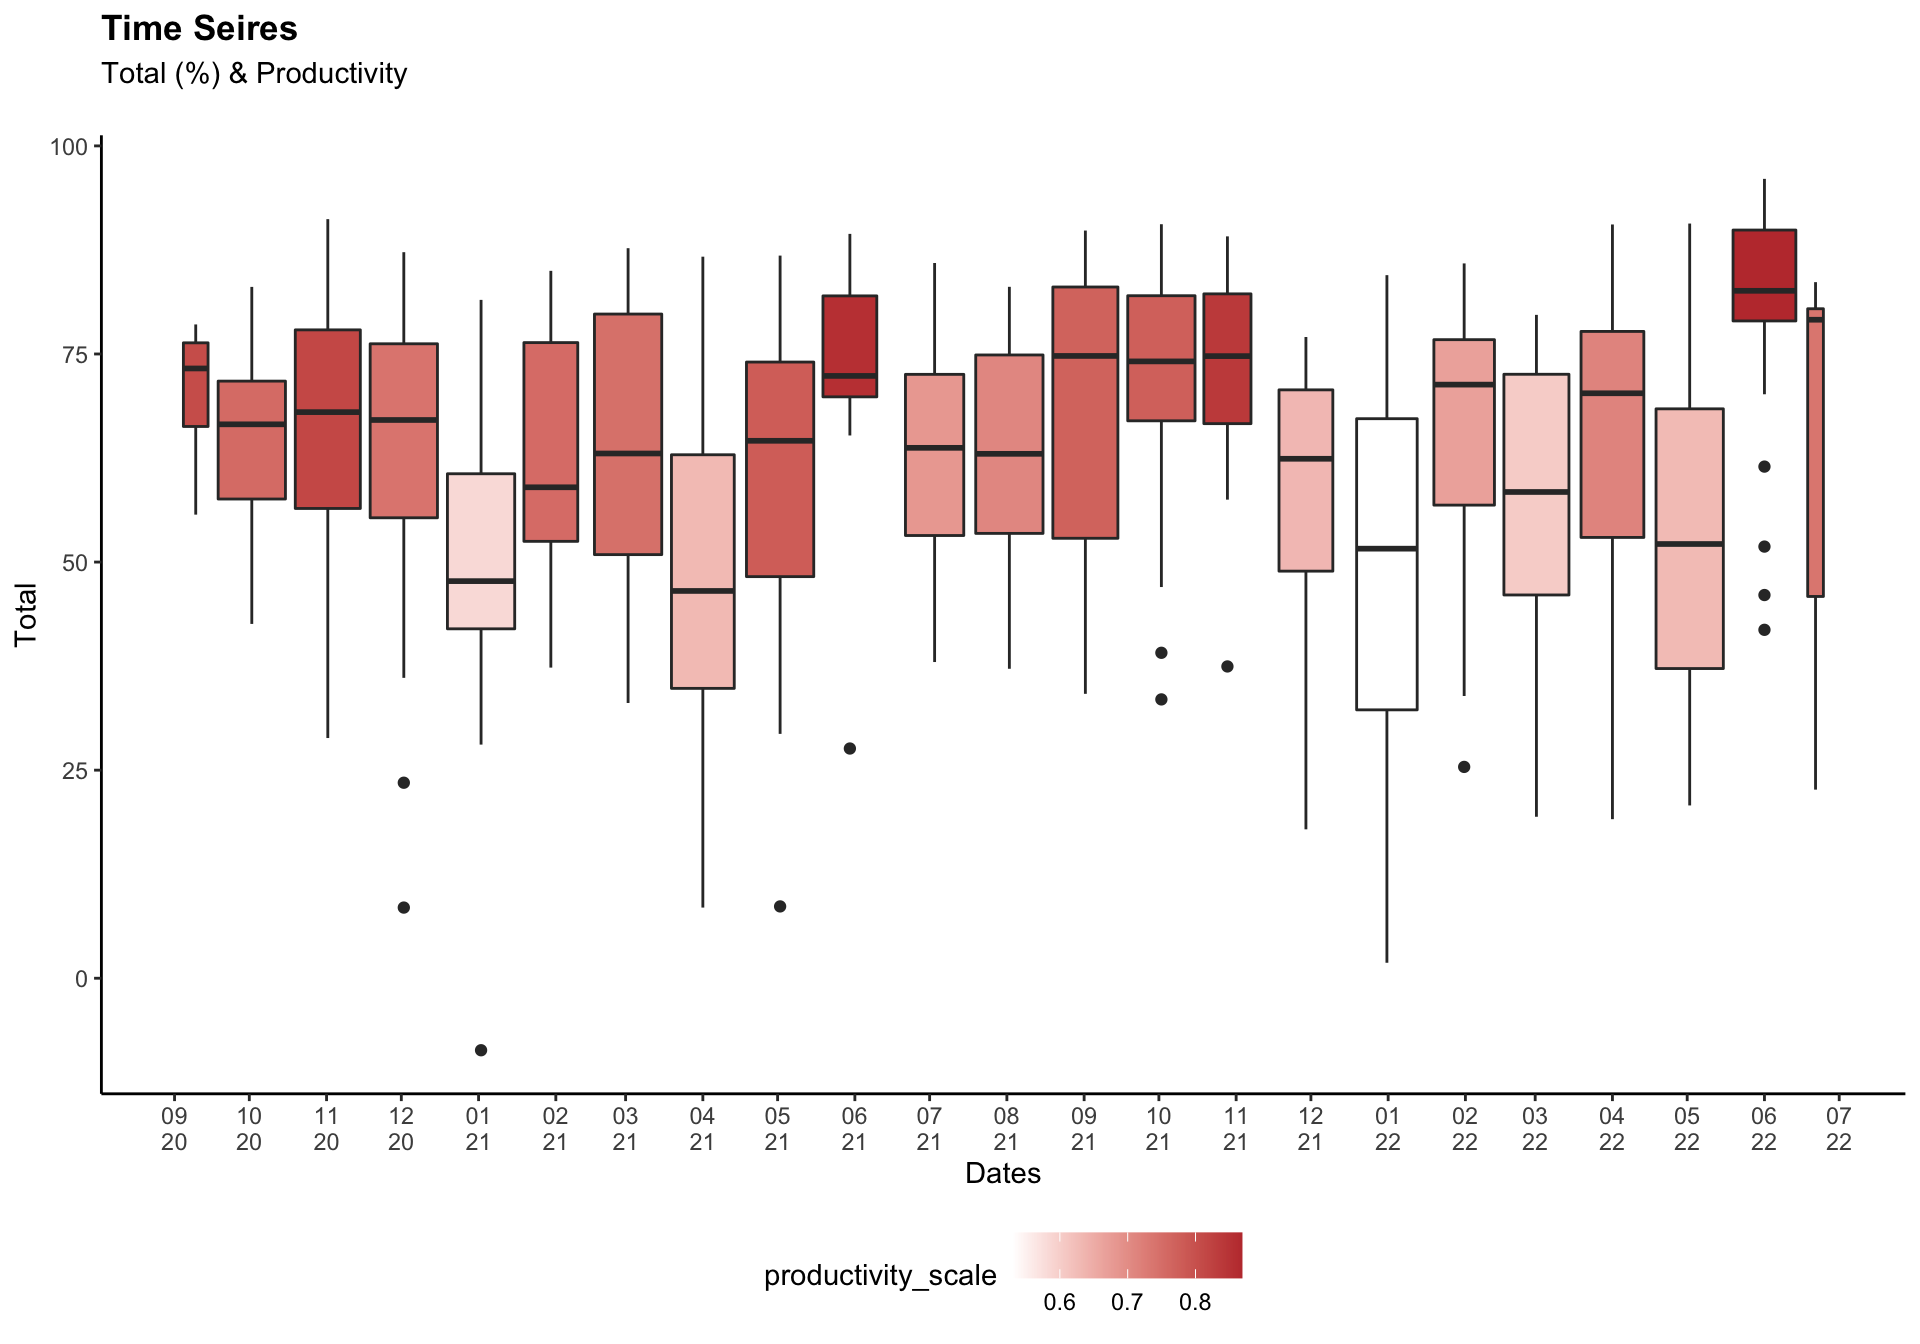 Time Seires
Total (%) & Productivity
100
75
50
25
0
Total
09 10 11 12 01 02 03 04 05 06 07 08 09 10 11 12 01 02 03 04 05 06 07
20 20 20 20 21 21 21 21 21 21 21 21 21 21 21 21 22 22 22 22 22 22 22
Dates
productivity_scale
0.6 0.7 0.8